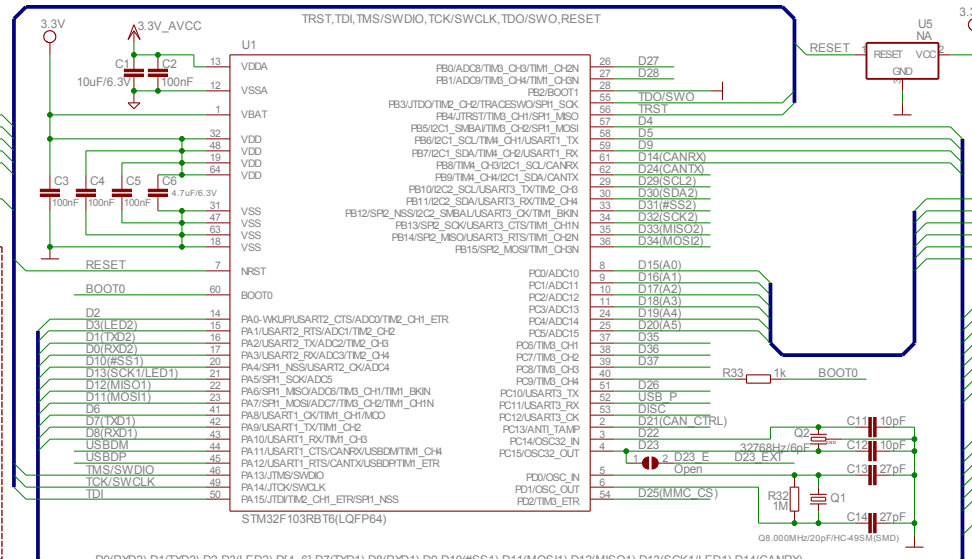 TRST,TDI,TMS/SWDIO,TCK/SWCLK,TDO/SWO,RESET
3.3V
3.3V_AVCC
U1
U5
NA
RESET
1 RESET VCC 2
GND
3
C1
10uF/6.3V
C2
100nF
C3
100nF
C4
100nF
C5
100nF
C6
4.7uF/6.3V
13 VDDA
12 VSSA
1 VBAT
32 VDD
48 VDD
19 VDD
64 VDD
31 VSS
47 VSS
63 VSS
18 VSS
RESET 7 NRST
BOOT0 60 BOOT0
D2 14 PA0-WKUP/USART2_CTS/ADC0/TIM2_CH1_ETR
D3(LED2) 15 PA1/USART2_RTS/ADC1/TIM2_CH2
D1(TXD2) 16 PA2/USART2_TX/ADC2/TIM2_CH3
D0(RXD2) 17 PA3/USART2_RX/ADC3/TIM2_CH4
D10(#SS1) 20 PA4/SPI1_NSS/USART2_CK/ADC4
D13(SCK1/LED1) 21 PA5/SPI1_SCK/ADC5
D12(MISO1) 22 PA6/SPI1_MISO/ADC6/TIM3_CH1/TIM1_BKIN
D11(MOSI1) 23 PA7/SPI1_MOSI/ADC7/TIM3_CH2/TIM1_CH1N
D6 41 PA8/USART1_CK/TIM1_CH1/MCO
D7(TXD1) 42 PA9/USART1_TX/TIM1_CH2
D8(RXD1) 43 PA10/USART1_RX/TIM1_CH3
USBDM 44 PA11/USART1_CTS/CANRX/USBDM/TIM1_CH4
USBDP 45 PA12/USART1_RTS/CANTX/USBDP/TIM1_ETR
TMS/SWDIO 46 PA13/JTMS/SWDIO
TCK/SWCLK 49 PA14/JTCK/SWCLK
TDI 50 PA15/JTDI/TIM2_CH1_ETR/SPI1_NSS
PB0/ADC8/TIM3_CH3/TIM1_CH2N 26 D27
PB1/ADC9/TIM3_CH4/TIM1_CH3N 27 D28
PB2/BOOT1 28
PB3/JTDO/TIM2_CH2/TRACESWO/SPI1_SCK 55 TDO/SWO
PB4/JTRST/TIM3_CH1/SPI1_MISO 56 TRST
PB5/I2C1_SMBAI/TIM3_CH2/SPI1_MOSI 57 D4
PB6/I2C1_SCL/TIM4_CH1/USART1_TX 58 D5
PB7/I2C1_SDA/TIM4_CH2/USART1_RX 59 D9
PB8/TIM4_CH3/I2C1_SCL/CANRX 61 D14(CANRX)
PB9/TIM4_CH4/I2C1_SDA/CANTX 62 D24(CANTX)
PB10/I2C2_SCL/USART3_TX/TIM2_CH3 29 D29(SCL2)
PB11/I2C2_SDA/USART3_RX/TIM2_CH4 30 D30(SDA2)
PB12/SPI2_NSS/I2C2_SMBAL/USART3_CK/TIM1_BKIN 33 D31(#SS2)
PB13/SPI2_SCK/USART3_CTS/TIM1_CH1N 34 D32(SCK2)
PB14/SPI2_MISO/USART3_RTS/TIM1_CH2N 35 D33(MISO2)
PB15/SPI2_MOSI/TIM1_CH3N 36 D34(MOSI2)
PC0/ADC10 8 D15(A0)
PC1/ADC11 9 D16(A1)
PC2/ADC12 10 D17(A2)
PC3/ADC13 11 D18(A3)
PC4/ADC14 24 D19(A4)
PC5/ADC15 25 D20(A5)
PC6/TIM3_CH1 37 D35
PC7/TIM3_CH2 38 D36
PC8/TIM3_CH3 39 D37
PC9/TIM3_CH4 40
PC10/USART3_TX 51 D26
PC11/USART3_RX 52 USB_P
PC12/USART3_CK 53 DISC
PC13/ANTI_TAMP 2 D21(CAN_CTRL)
PC14/OSC32_IN 3 D22
PC15/OSC32_OUT 4 D23
PD0/OSC_IN 5
PD1/OSC_OUT 6
PD2/TIM3_ETR 54 D25(MMC_CS)
STM32F103RBT6(LQFP64)
R33 1k BOOT0
1 2 D23_E D23_EXT
Open
Q2
32768Hz/6pF
C11 10pF
C12 10pF
C13 27pF
C14 27pF
R32
1M
Q1
Q8.000MHz/20pF/HC-49SM(SMD)